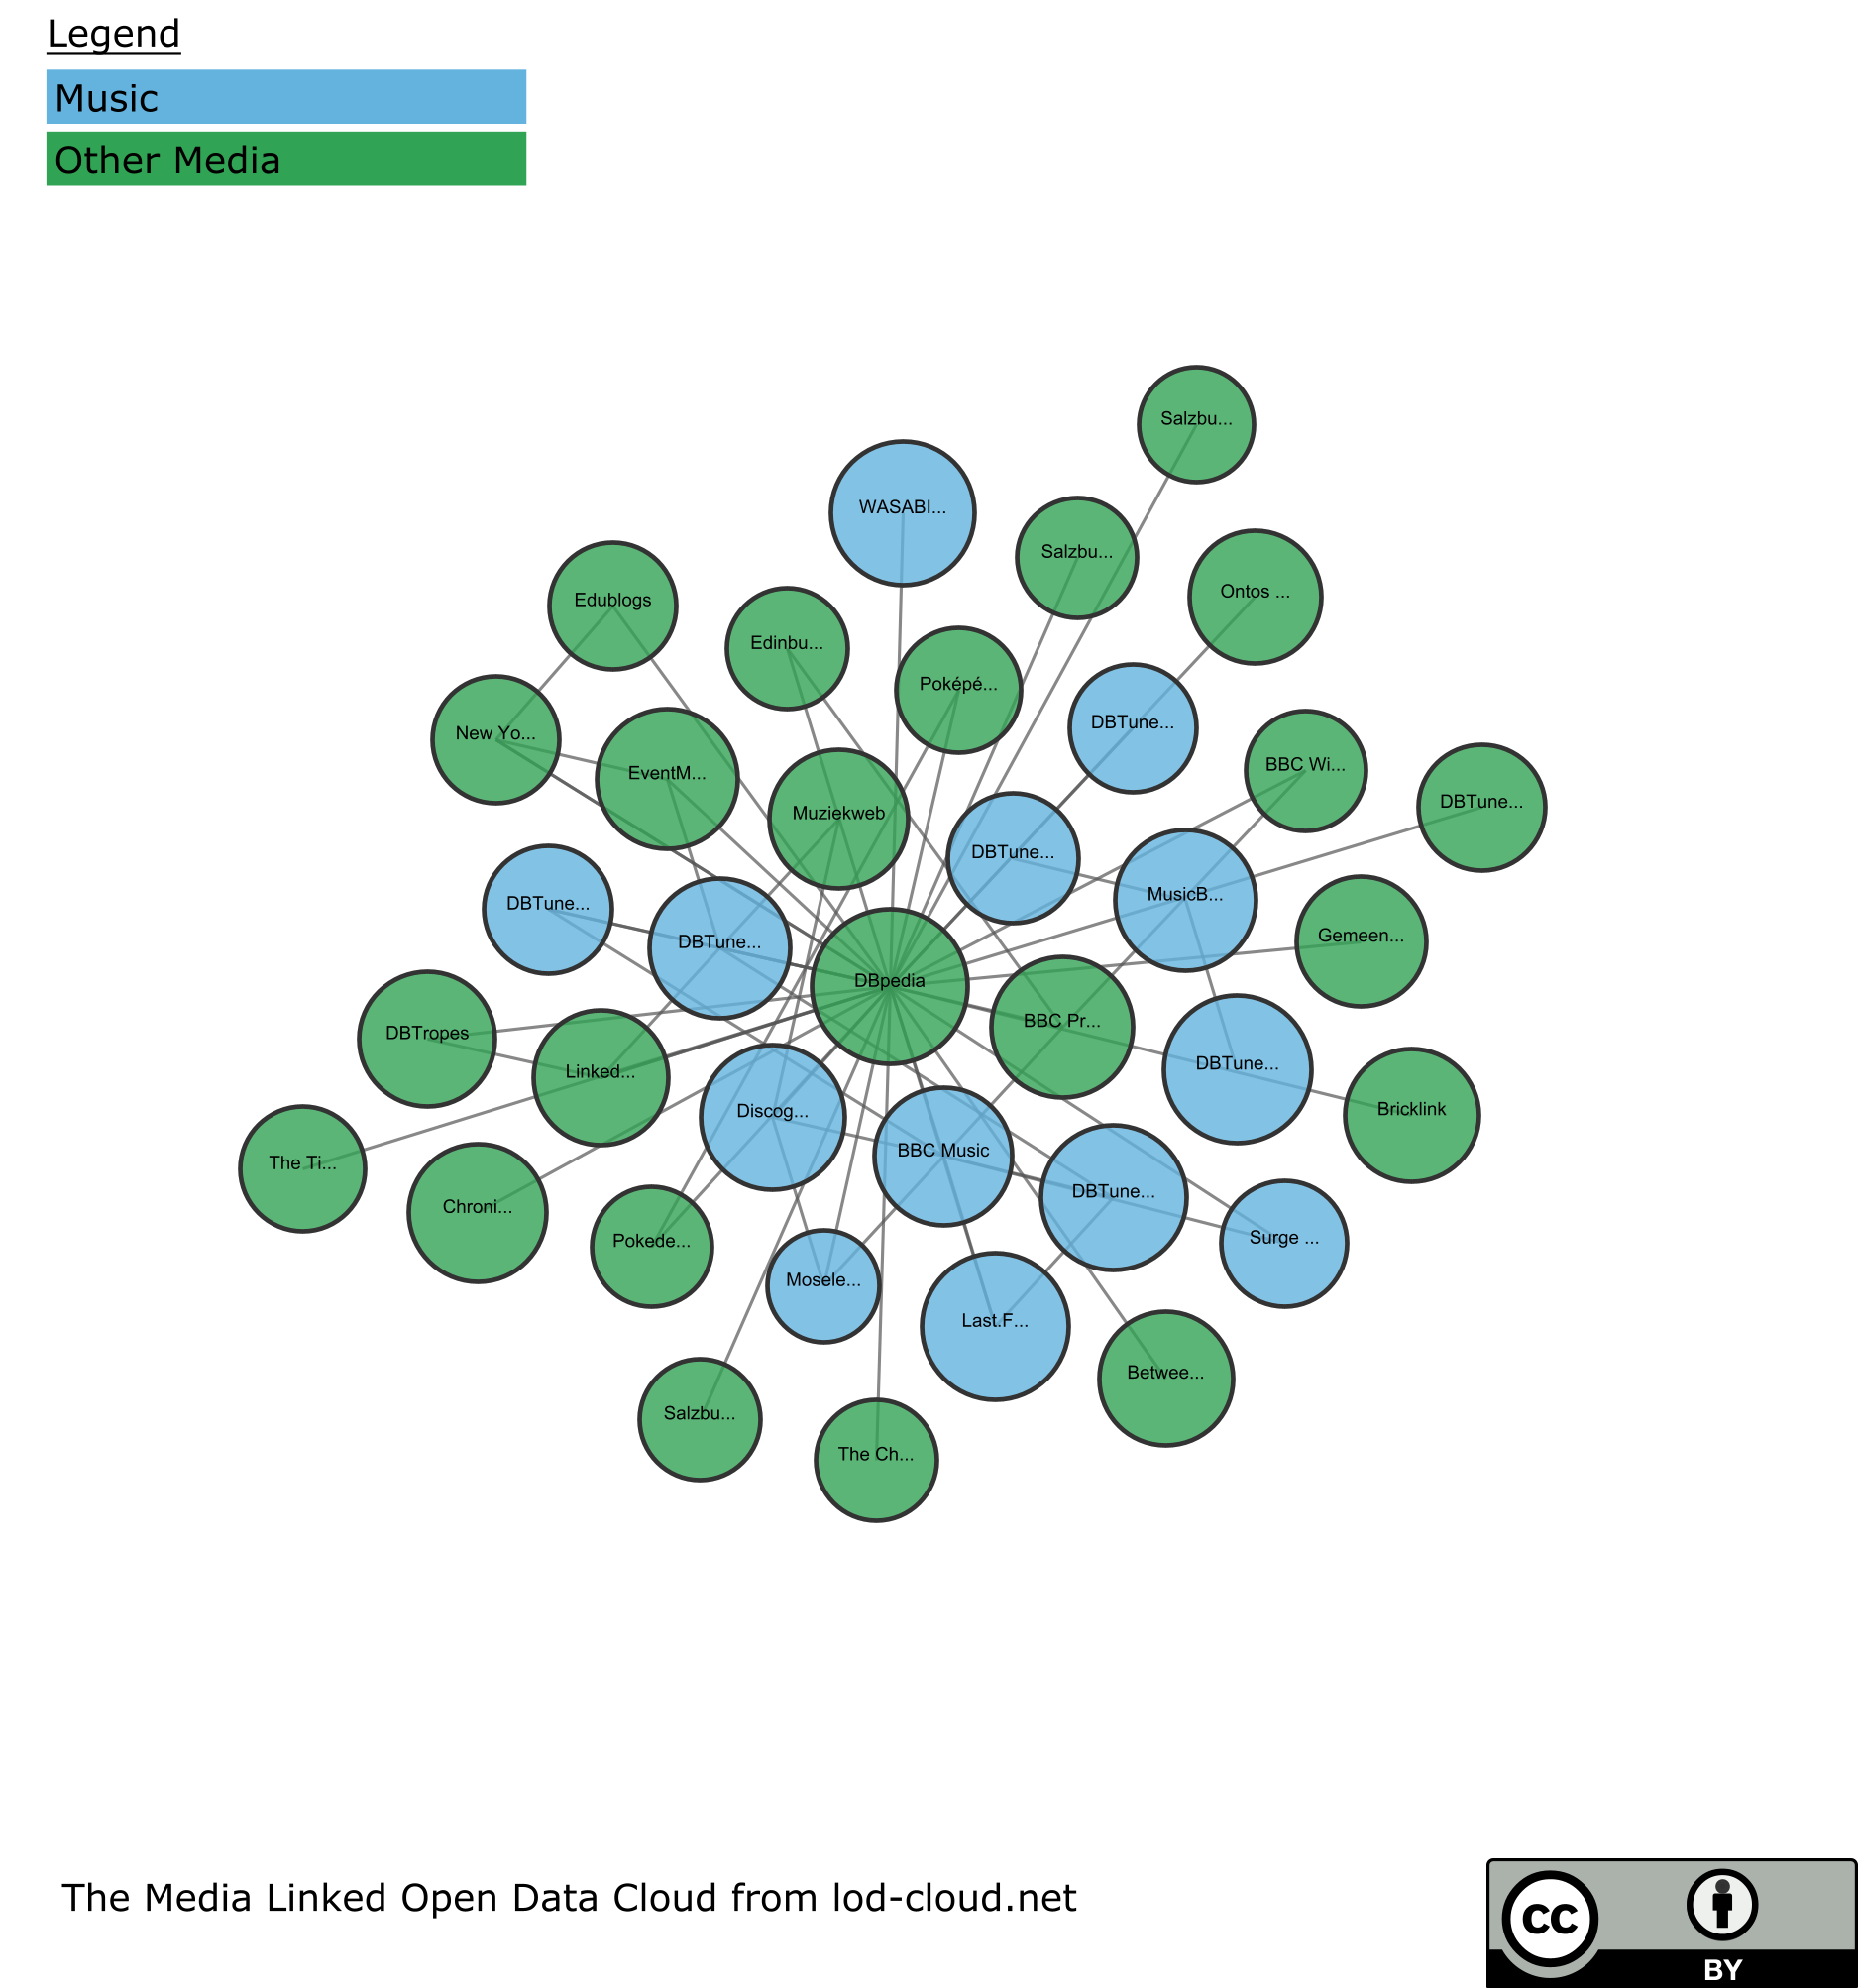 Legend
Music
Other Media
Salzbu...
WASABI...
Salzbu...
Ontos ...
Edublogs
Edinbu...
Poképé...
DBTune...
New Yo...
EventM...
BBC Wi...
DBTune...
Muziekweb
DBTune...
MusicB...
DBTune...
DBTune...
Gemeen...
DBpedia
DBTropes
BBC Pr...
Linked...
DBTune...
Discog...
Bricklink
BBC Music
The Ti...
DBTune...
Chroni...
Pokede...
Surge ...
Mosele...
Last.F...
Betwee...
Salzbu...
The Ch...
The Media Linked Open Data Cloud from lod-cloud.net
cc
BY